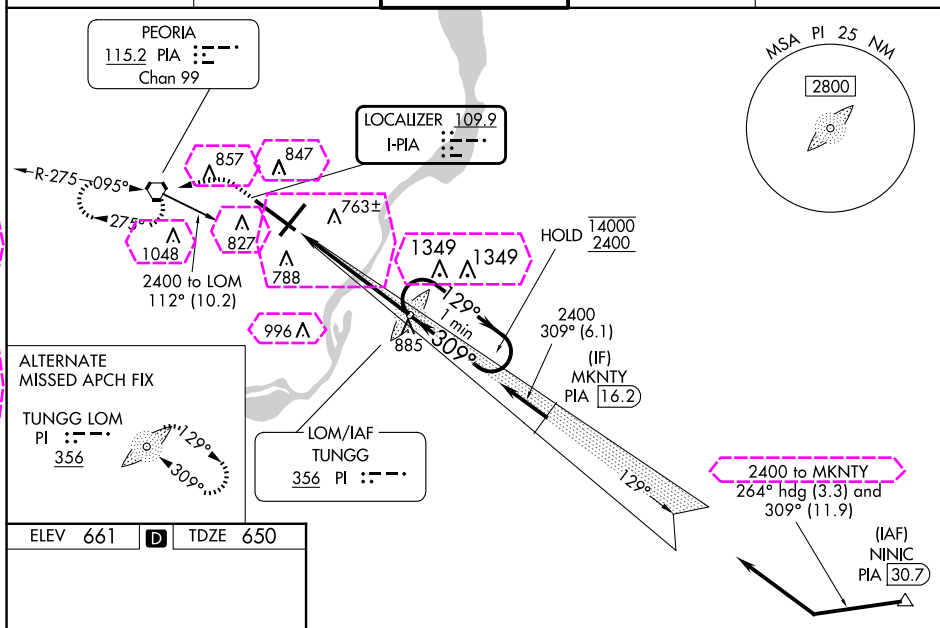 PEORIA
115.2 PIA
Chan 99
MSA PI 25 NM
2800
LOCALIZER 109.9
I-PIA
857
847
R-275
095°
275°
763±
1048
827
788
1349
1349
HOLD 14000
2400
2400 to LOM
112° (10.2)
129°
1 min
309°
2400
309° (6.1)
996
885
(IF)
MKNTY
PIA 16.2
ALTERNATE
MISSED APCH FIX
TUNGG LOM
PI
356
129°
309°
LOM/IAF
TUNGG
356 PI
129°
2400 to MKNTY
264° hdg (3.3) and
309° (11.9)
(IAF)
NINIC
PIA 30.7
ELEV 661 D TDZE 650